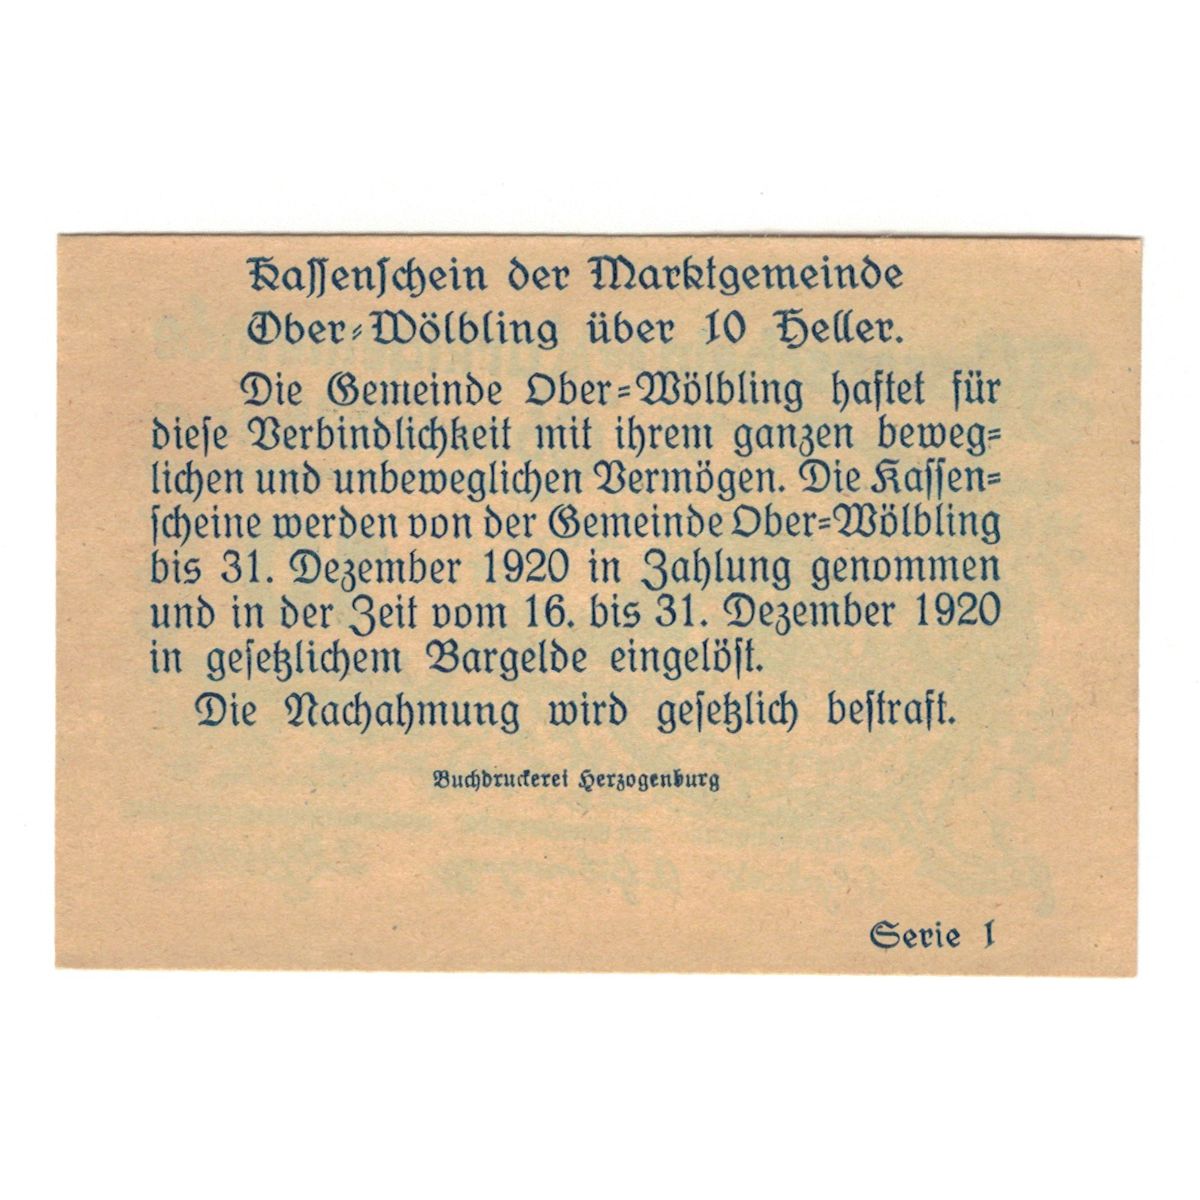 Kassenschein der Marktgemeinde
Ober-Wölbling über 10 Heller.
Die Gemeinde Ober-Wölbling haftet für
diese Verbindlichkeit mit ihrem ganzen beweg-
lichen und unbeweglichen Vermögen. Die Kassen-
scheine werden von der Gemeinde Ober-Wölbling
bis 31. Dezember 1920 in Zahlung genommen
und in der Zeit vom 16. bis 31. Dezember 1920
in gesetzlichem Bargelde eingelöst.
Die Nachahmung wird gesetzlich bestraft.
Buchdruckerei Herzogenburg
Serie I